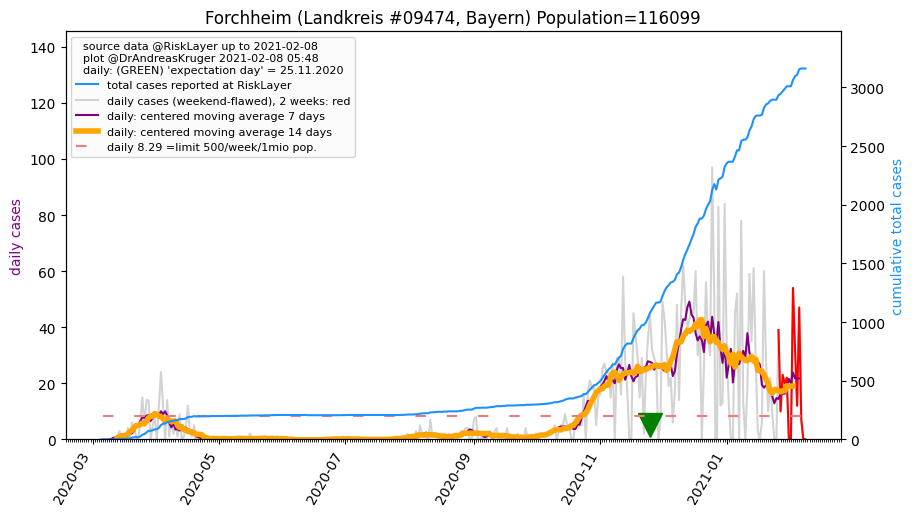 Forchheim (Landkreis #09474, Bayern) Population=116099
source data @RiskLayer up to 2021-02-08
plot @DrAndreasKruger 2021-02-08 05:48
daily: (GREEN) 'expectation day' = 25.11.2020
total cases reported at RiskLayer
daily cases (weekend-flawed), 2 weeks: red
daily: centered moving average 7 days
daily: centered moving average 14 days
daily 8.29 =limit 500/week/1mio pop.
daily cases
140
120
100
80
60
40
20
0
cumulative total cases
3000
2500
2000
1500
1000
500
0
2020-03
2020-05
2020-07
2020-09
2020-11
2021-01